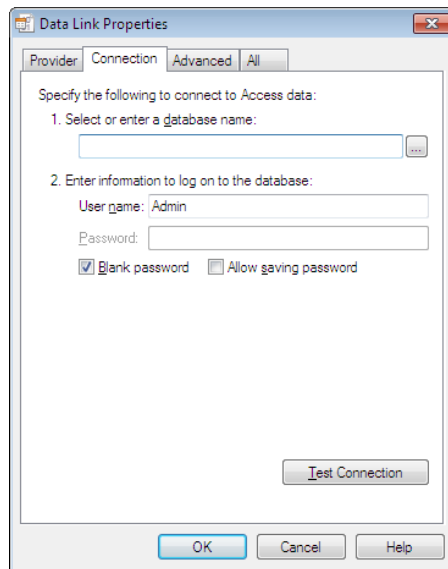 Data Link Properties
Provider Connection Advanced All
Specify the following to connect to Access data:
1. Select or enter a database name:
...
2. Enter information to log on to the database:
User name: Admin
Password:
Blank password Allow saving password
Test Connection
OK Cancel Help